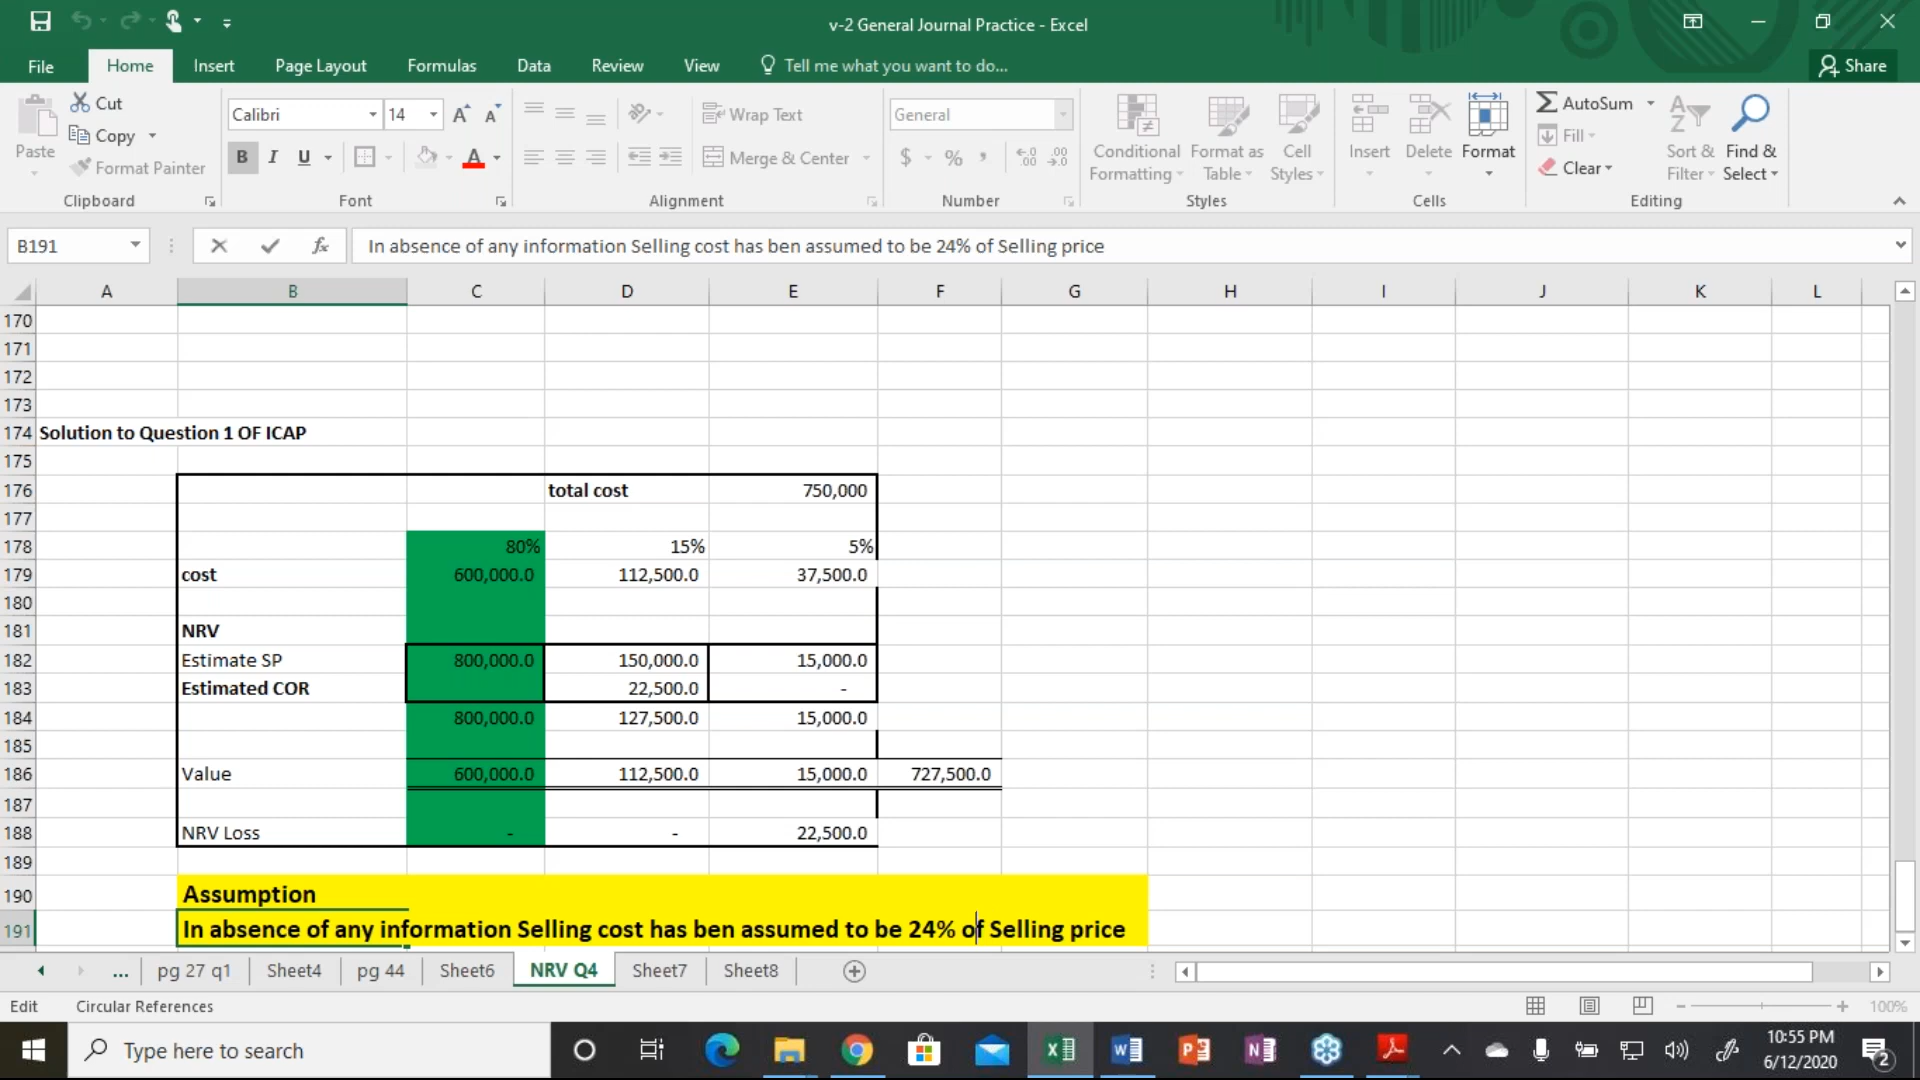 v-2 General Journal Practice - Excel
File Home Insert Page Layout Formulas Data Review View Tell me what you want to do... Share
Paste Cut Copy Format Painter Clipboard
Calibri 14 A A B I U A Font
Wrap Text Merge & Center Alignment
General $ % , .00 .0 Number
Conditional Formatting Format as Table Cell Styles Styles
Insert Delete Format Cells
AutoSum Fill Clear Sort & Filter Find & Select Editing
B191 fx In absence of any information Selling cost has ben assumed to be 24% of Selling price
A B C D E F G H I J K L
170
171
172
173
174 Solution to Question 1 OF ICAP
175
176 total cost 750,000
177
178 80% 15% 5%
179 cost 600,000.0 112,500.0 37,500.0
180
181 NRV
182 Estimate SP 800,000.0 150,000.0 15,000.0
183 Estimated COR 22,500.0 -
184 800,000.0 127,500.0 15,000.0
185
186 Value 600,000.0 112,500.0 15,000.0 727,500.0
187
188 NRV Loss - - 22,500.0
189
190 Assumption
191 In absence of any information Selling cost has ben assumed to be 24% of Selling price
... pg 27 q1 Sheet4 pg 44 Sheet6 NRV Q4 Sheet7 Sheet8
Edit Circular References 100%
Type here to search 10:55 PM
6/12/2020 2